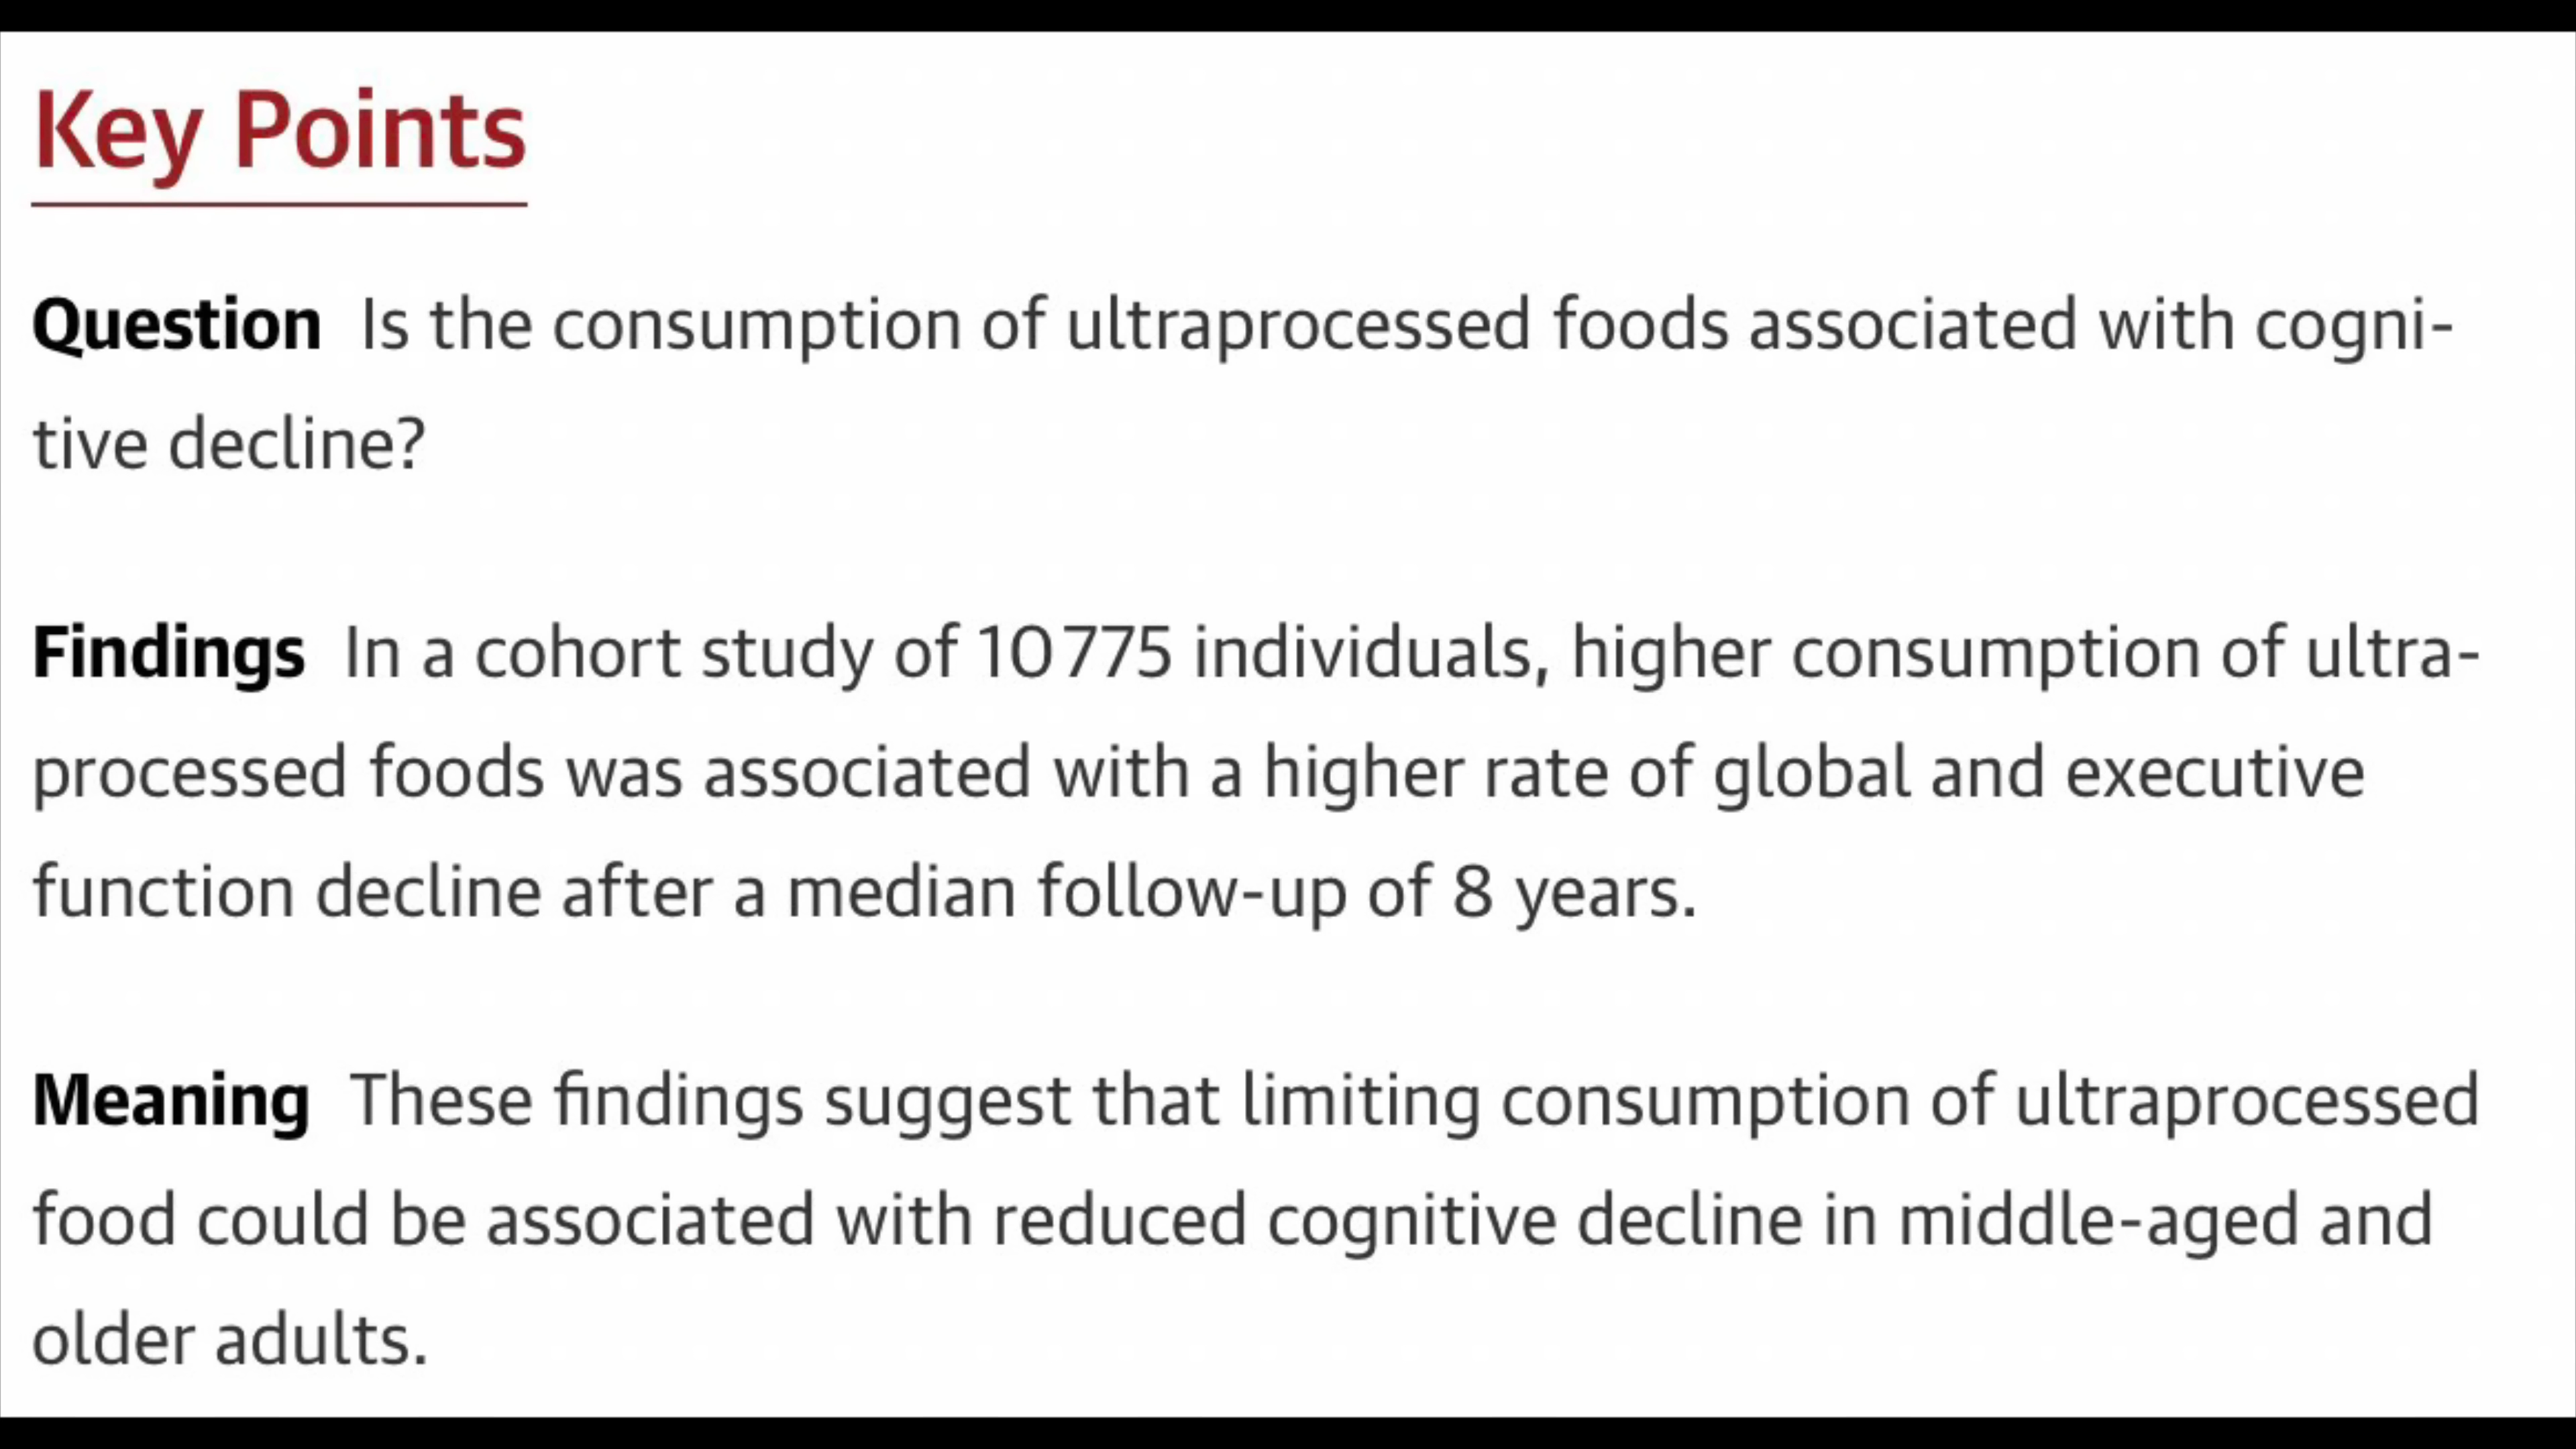 Key Points
Question Is the consumption of ultraprocessed foods associated with cogni-
tive decline?
Findings In a cohort study of 10 775 individuals, higher consumption of ultra-
processed foods was associated with a higher rate of global and executive
function decline after a median follow-up of 8 years.
Meaning These findings suggest that limiting consumption of ultraprocessed
food could be associated with reduced cognitive decline in middle-aged and
older adults.